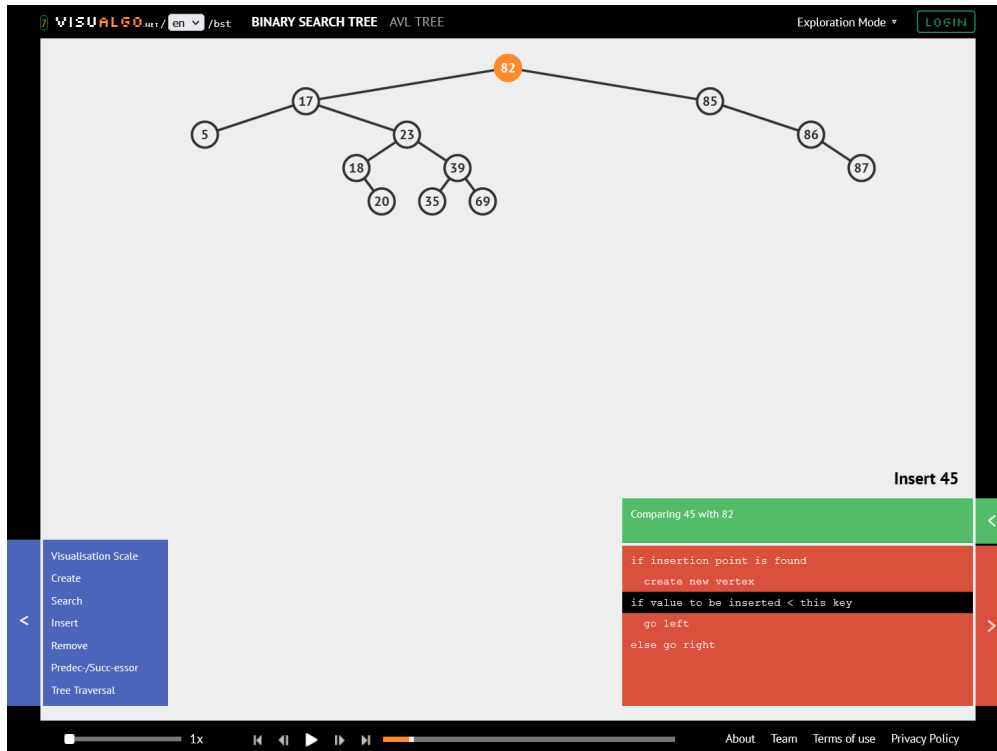 7 VISUALGO.NET/ en /bst BINARY SEARCH TREE AVL TREE Exploration Mode ▾ LOGIN
82
17 85
5 23 86
18 39 87
20 35 69
Insert 45
Comparing 45 with 82
<
Visualisation Scale
Create
Search
Insert
Remove
Predec-/Succ-essor
Tree Traversal
<
if insertion point is found
create new vertex
if value to be inserted < this key
go left
else go right
>
1x About Team Terms of use Privacy Policy